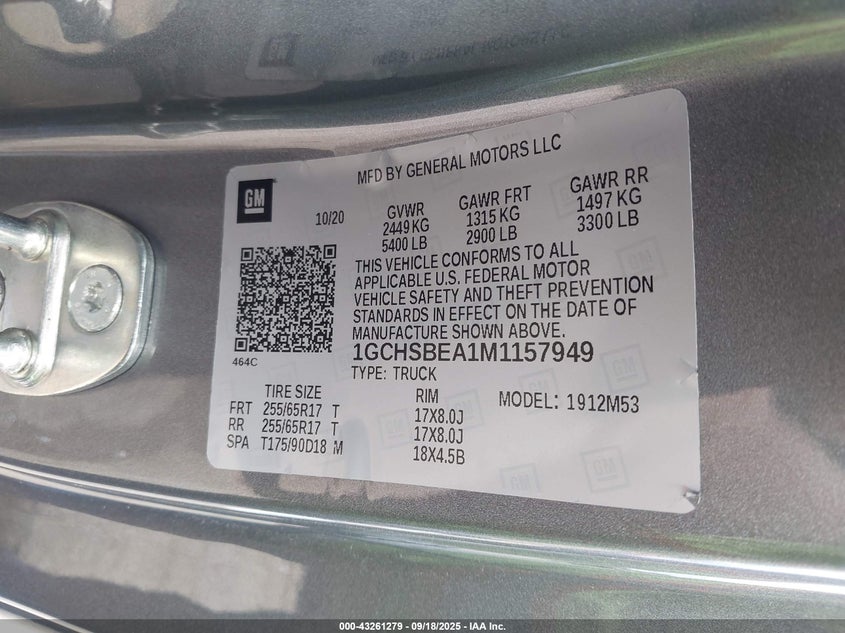 GM
MFD BY GENERAL MOTORS LLC
10/20
GVWR
2449 KG
5400 LB
GAWR FRT
1315 KG
2900 LB
GAWR RR
1497 KG
3300 LB
THIS VEHICLE CONFORMS TO ALL
APPLICABLE U.S. FEDERAL MOTOR
VEHICLE SAFETY AND THEFT PREVENTION
STANDARDS IN EFFECT ON THE DATE OF
MANUFACTURE SHOWN ABOVE.
464C
1GCHSBEA1M1157949
TYPE: TRUCK
TIRE SIZE
RIM
MODEL: 1912M53
FRT 255/65R17 T 17X8.0J
RR 255/65R17 T 17X8.0J
SPA T175/90D18 M 18X4.5B
GM
000-43261279 - 09/18/2025 - IAA Inc.